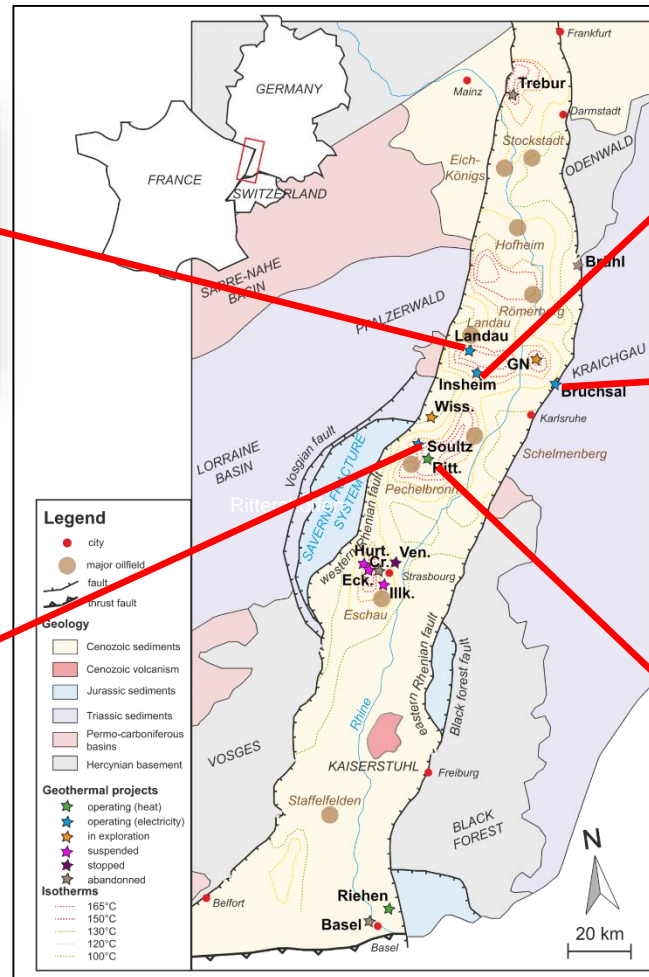 GERMANY
FRANCE
SWITZERLAND
Frankfurt
Trebur
Mainz
Darmstadt
Stockstadt
ODENWALD
Eich-
Königs
Hofheim
Brühl
SARRE-NAHE
BASIN
PFALZERWALD
Römerberg
Landau
Landau
GN
KRAICHGAU
Insheim
Bruchsal
Wiss.
Karlsruhe
LORRAINE
BASIN
Vosgian fault
SAVERNE FRACTURE
SYSTEM
Soultz
Ritt.
Schelmenberg
Pechelbronn
western Rhenian fault
Hurt.
Cr.
Ven.
Eck.
Strasbourg
Illk.
Eschau
Rhine
eastern Rhenian fault
Black forest fault
VOSGES
KAISERSTUHL
Freiburg
Staffelfelden
BLACK
FOREST
N
Riehen
Belfort
Basel
Basel
20 km
Legend
city
major oilfield
fault
thrust fault
Geology
Cenozoic sediments
Cenozoic volcanism
Jurassic sediments
Triassic sediments
Permo-carboniferous
basins
Hercynian basement
Geothermal projects
operating (heat)
operating (electricity)
in exploration
suspended
stopped
abandonned
Isotherms
165°C
150°C
130°C
120°C
100°C